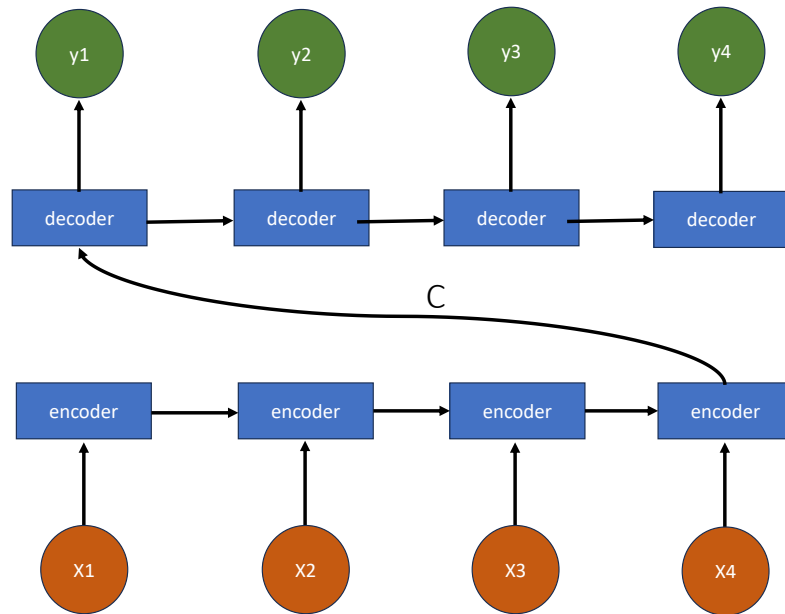 y1 y2 y3 y4
decoder decoder decoder decoder
C
encoder encoder encoder encoder
X1 X2 X3 X4